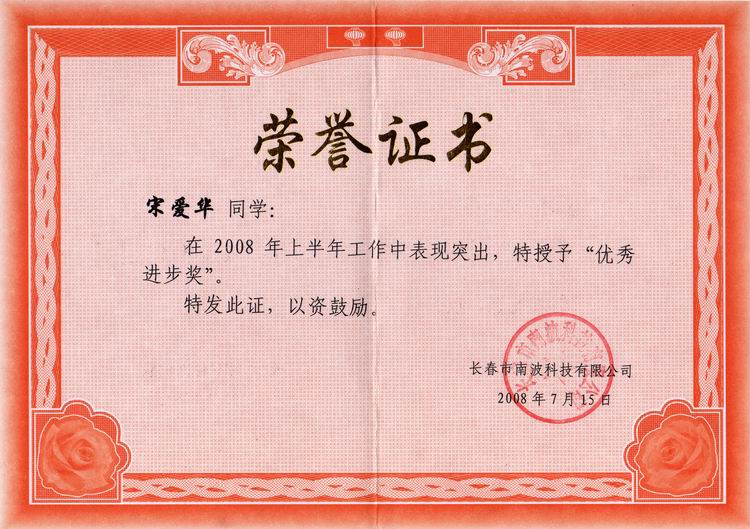 荣誉证书
宋爱华 同学：
在 2008 年上半年工作中表现突出，特授予“优秀
进步奖”。
特发此证，以资鼓励。
长春市南波科技有限公司
2008 年 7 月 15 日